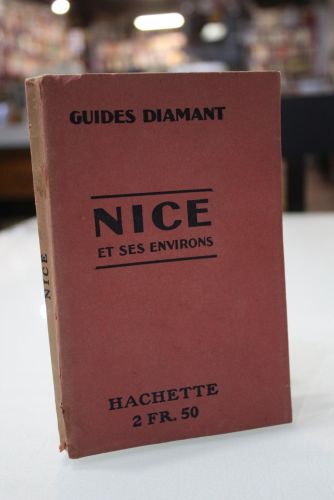 GUIDES DIAMANT
NICE
ET SES ENVIRONS
HACHETTE
2 FR. 50
NICE